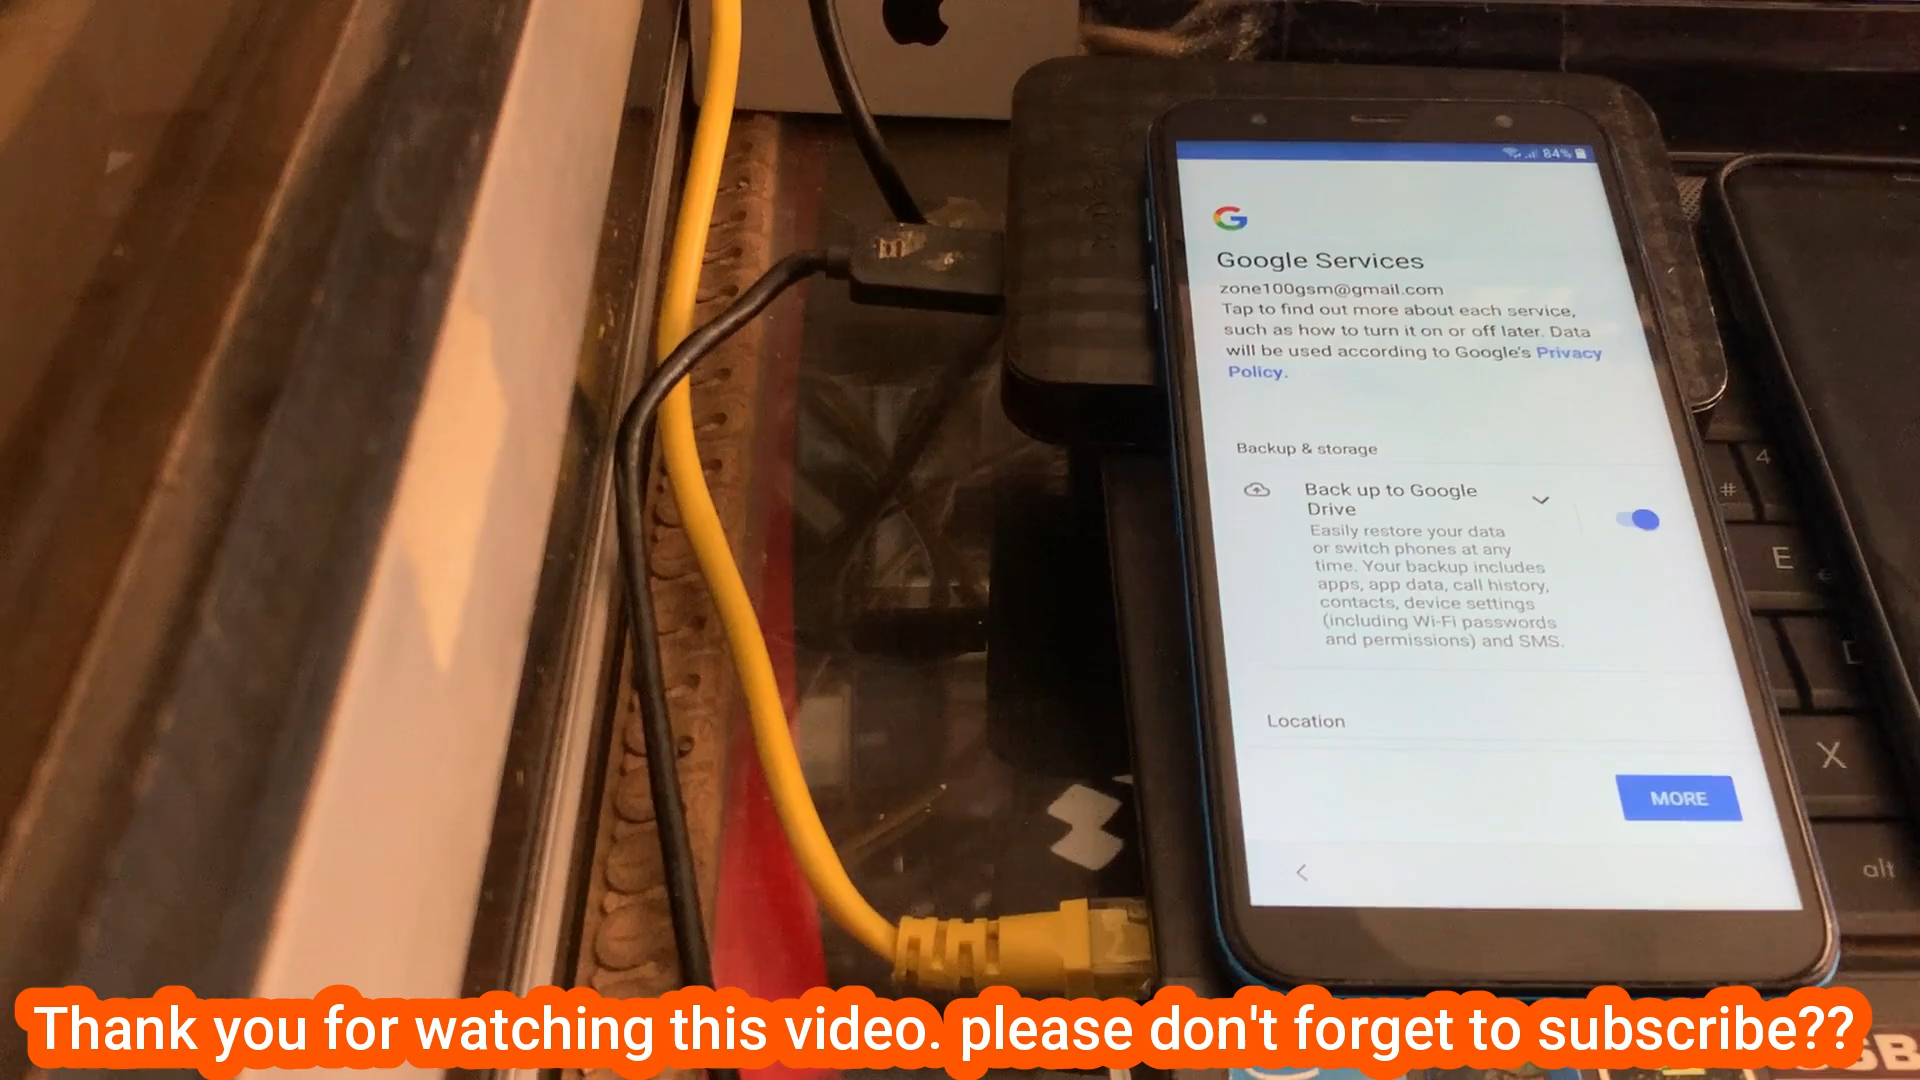 84%
G
Google Services
zone100gsm@gmail.com
Tap to find out more about each service,
such as how to turn it on or off later. Data
will be used according to Google's Privacy
Policy.
Backup & storage
Back up to Google
Drive
Easily restore your data
or switch phones at any
time. Your backup includes
apps, app data, call history,
contacts, device settings
(including Wi-Fi passwords
and permissions) and SMS.
Location
MORE
4
#
E
X
alt
Thank you for watching this video. please don't forget to subscribe??